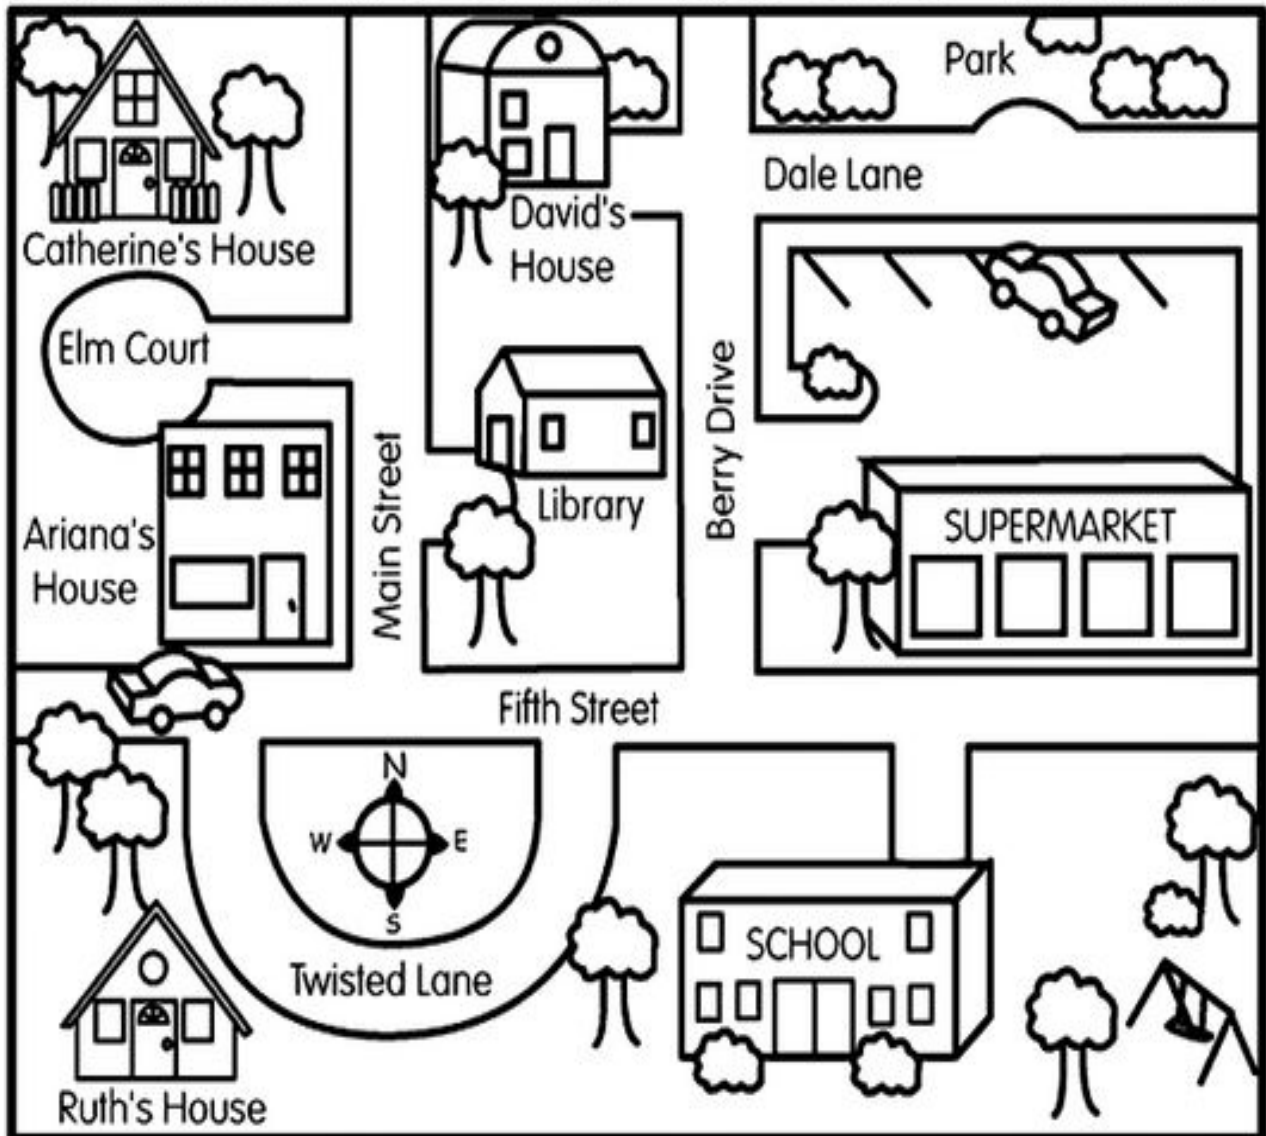 Park
Dale Lane
Catherine's House
David's
House
Elm Court
Berry Drive
Main Street
Library
SUPERMARKET
Ariana's
House
Fifth Street
N
W
E
S
Twisted Lane
SCHOOL
Ruth's House